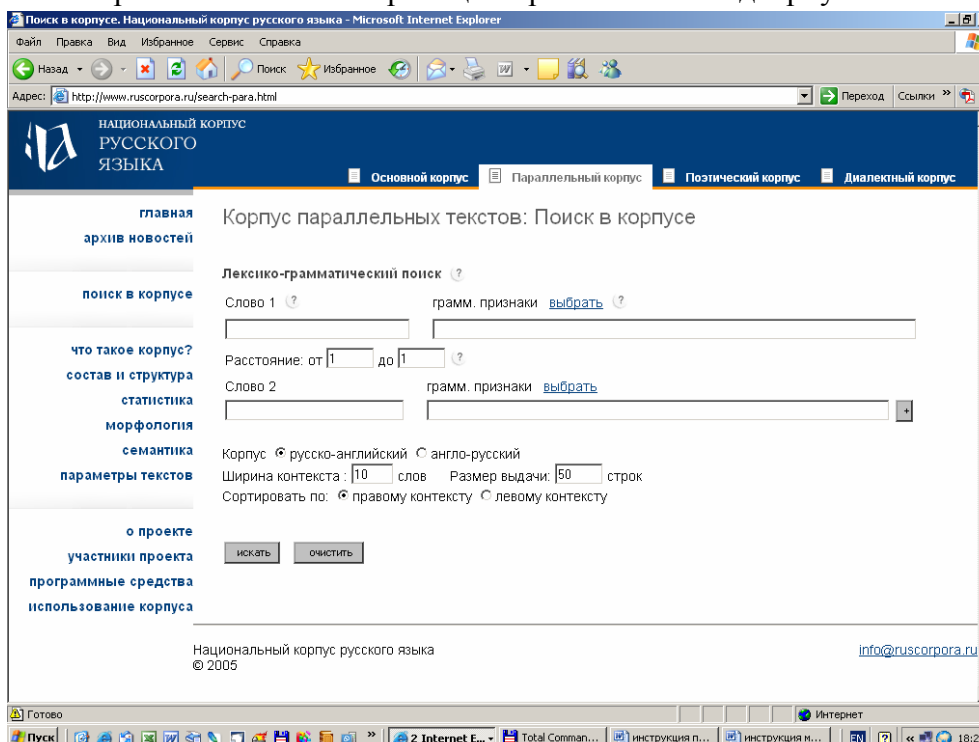 Поиск в корпусе. Национальный корпус русского языка - Microsoft Internet Explorer
Файл Правка Вид Избранное Сервис Справка
Назад Поиск Избранное
Адрес: http://www.ruscorpora.ru/search-para.html Переход Ссылки »
НАЦИОНАЛЬНЫЙ КОРПУС
РУССКОГО
ЯЗЫКА
Основной корпус Параллельный корпус Поэтический корпус Диалектный корпус
главная
архив новостей
поиск в корпусе
что такое корпус?
состав и структура
статистика
морфология
семантика
параметры текстов
о проекте
участники проекта
программные средства
использование корпуса
Корпус параллельных текстов: Поиск в корпусе
Лексико-грамматический поиск ?
Слово 1 ? грамм. признаки выбрать ?
Расстояние: от 1 до 1 ?
Слово 2 грамм. признаки выбрать
+
Корпус русско-английский англо-русский
Ширина контекста : 10 слов Размер выдачи: 50 строк
Сортировать по: правому контексту левому контексту
искать очистить
Национальный корпус русского языка
© 2005
info@ruscorpora.ru
Готово Интернет
Пуск » 2 Internet E... Total Comman... инструкция п... инструкция м... EN ? « 18